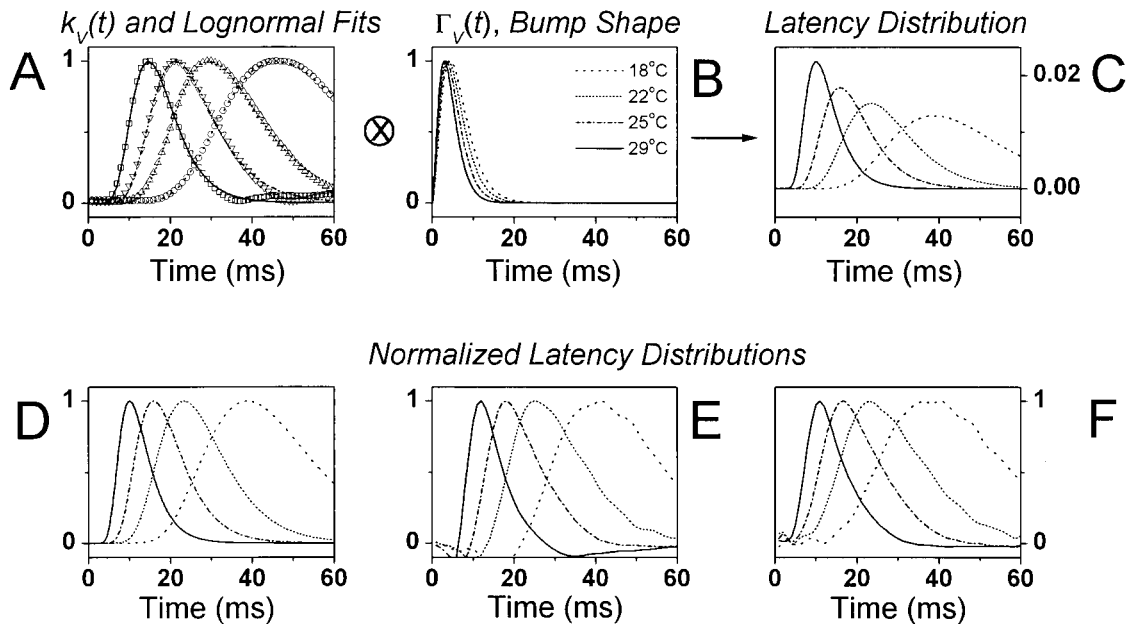 k_V(t) and Lognormal Fits
Γ_V(t), Bump Shape
Latency Distribution
A
1
0
0 20 40 60
Time (ms)
⊗
18°C
22°C
25°C
29°C
1
0
0 20 40 60
Time (ms)
B
0.02
0.00
0 20 40 60
Time (ms)
C
Normalized Latency Distributions
D
1
0
0 20 40 60
Time (ms)
1
0
0 20 40 60
Time (ms)
E
1
0
0 20 40 60
Time (ms)
F